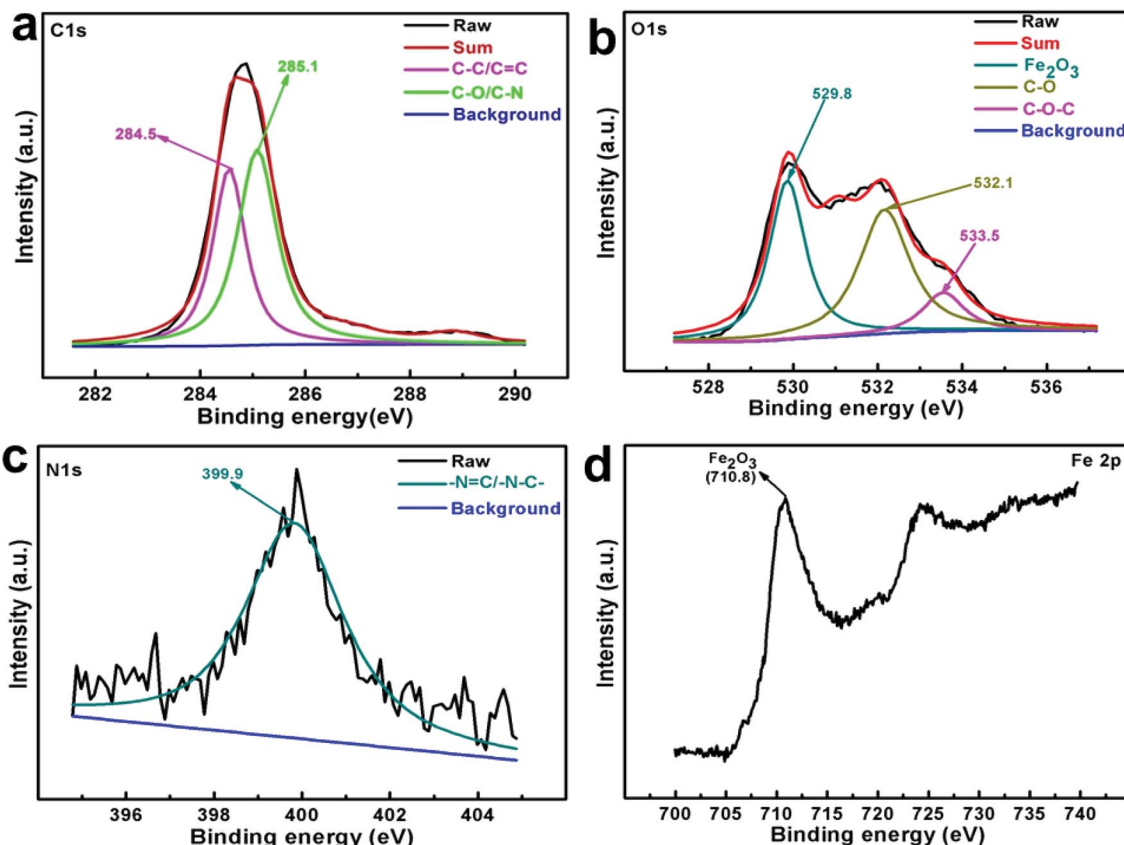 a
C1s
Raw
Sum
C-C/C=C
C-O/C-N
Background
285.1
284.5
Intensity (a.u.)
282 284 286 288 290
Binding energy(eV)
b
O1s
Raw
Sum
Fe2O3
C-O
C-O-C
Background
529.8
532.1
533.5
Intensity (a.u.)
528 530 532 534 536
Binding energy (eV)
c
N1s
Raw
-N=C/-N-C-
Background
399.9
Intensity (a.u.)
396 398 400 402 404
Binding energy (eV)
d
Fe 2p
Fe2O3
(710.8)
Intensity (a.u.)
700 705 710 715 720 725 730 735 740
Binding energy (eV)